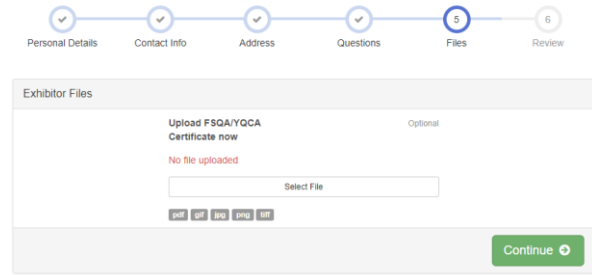 5 6
Personal Details Contact Info Address Questions Files Review
Exhibitor Files
Upload FSQA/YQCA Optional
Certificate now
No file uploaded
Select File
pdf gif jpg png tiff
Continue